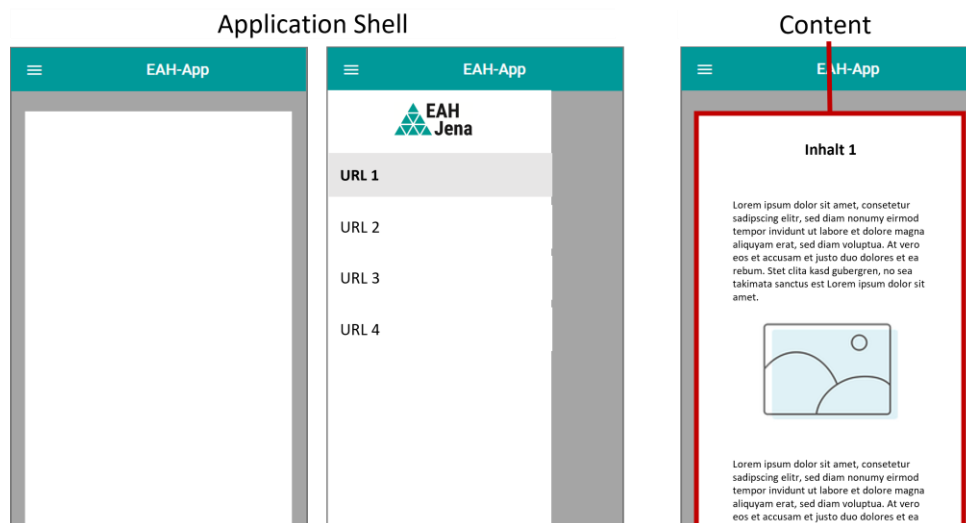 Application Shell
Content
EAH-App
EAH-App
EAH
Jena
URL 1
URL 2
URL 3
URL 4
EAH-App
Inhalt 1
Lorem ipsum dolor sit amet, consetetur
sadipscing elitr, sed diam nonumy eirmod
tempor invidunt ut labore et dolore magna
aliquyam erat, sed diam voluptua. At vero
eos et accusam et justo duo dolores et ea
rebum. Stet clita kasd gubergren, no sea
takimata sanctus est Lorem ipsum dolor sit
amet.
Lorem ipsum dolor sit amet, consetetur
sadipscing elitr, sed diam nonumy eirmod
tempor invidunt ut labore et dolore magna
aliquyam erat, sed diam voluptua. At vero
eos et accusam et justo duo dolores et ea